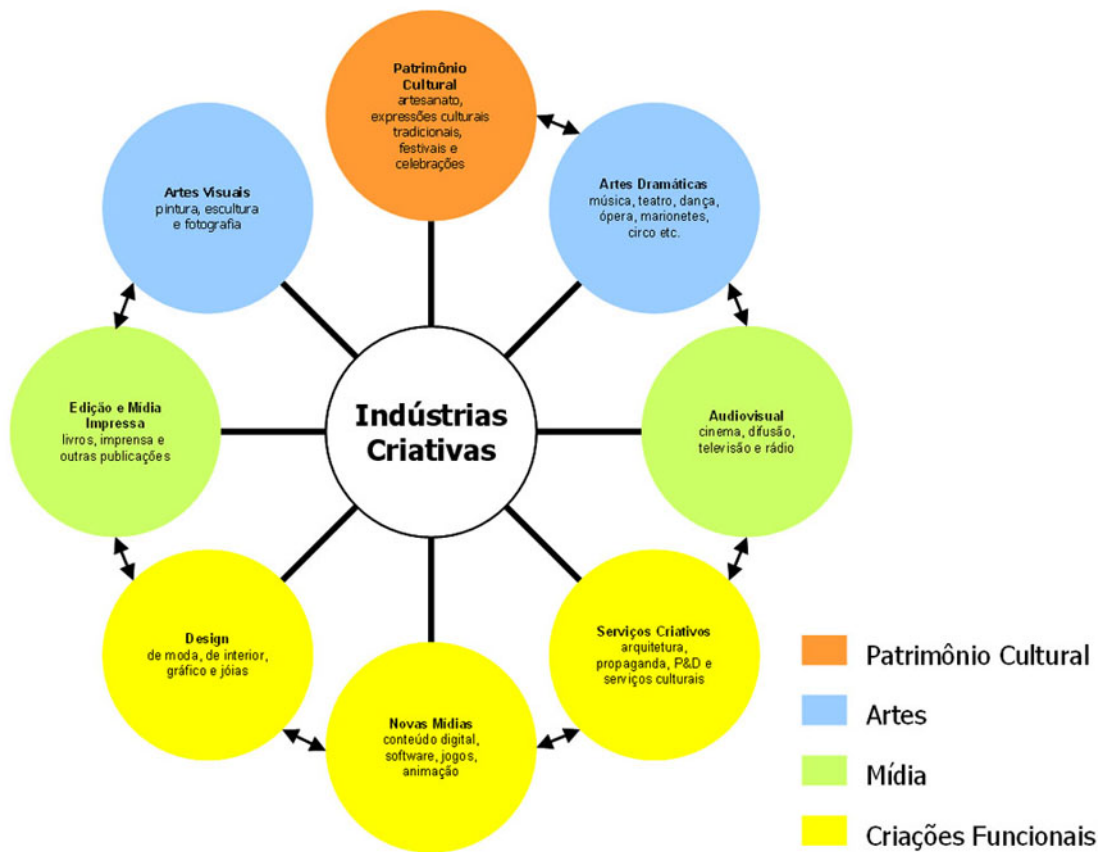 Patrimônio
Cultural
artesanato,
expressões culturais
tradicionais,
festivais e
celebrações
Artes Dramáticas
música, teatro, dança,
ópera, marionetes,
circo etc.
Audiovisual
cinema, difusão,
televisão e rádio
Serviços Criativos
arquitetura,
propaganda, P&D e
serviços culturais
Novas Mídias
conteúdo digital,
software, jogos,
animação
Design
de moda, de interior,
gráfico e jóias
Edição e Mídia
Impressa
livros, imprensa e
outras publicações
Artes Visuais
pintura, escultura
e fotografia
Indústrias
Criativas
Patrimônio Cultural
Artes
Mídia
Criações Funcionais